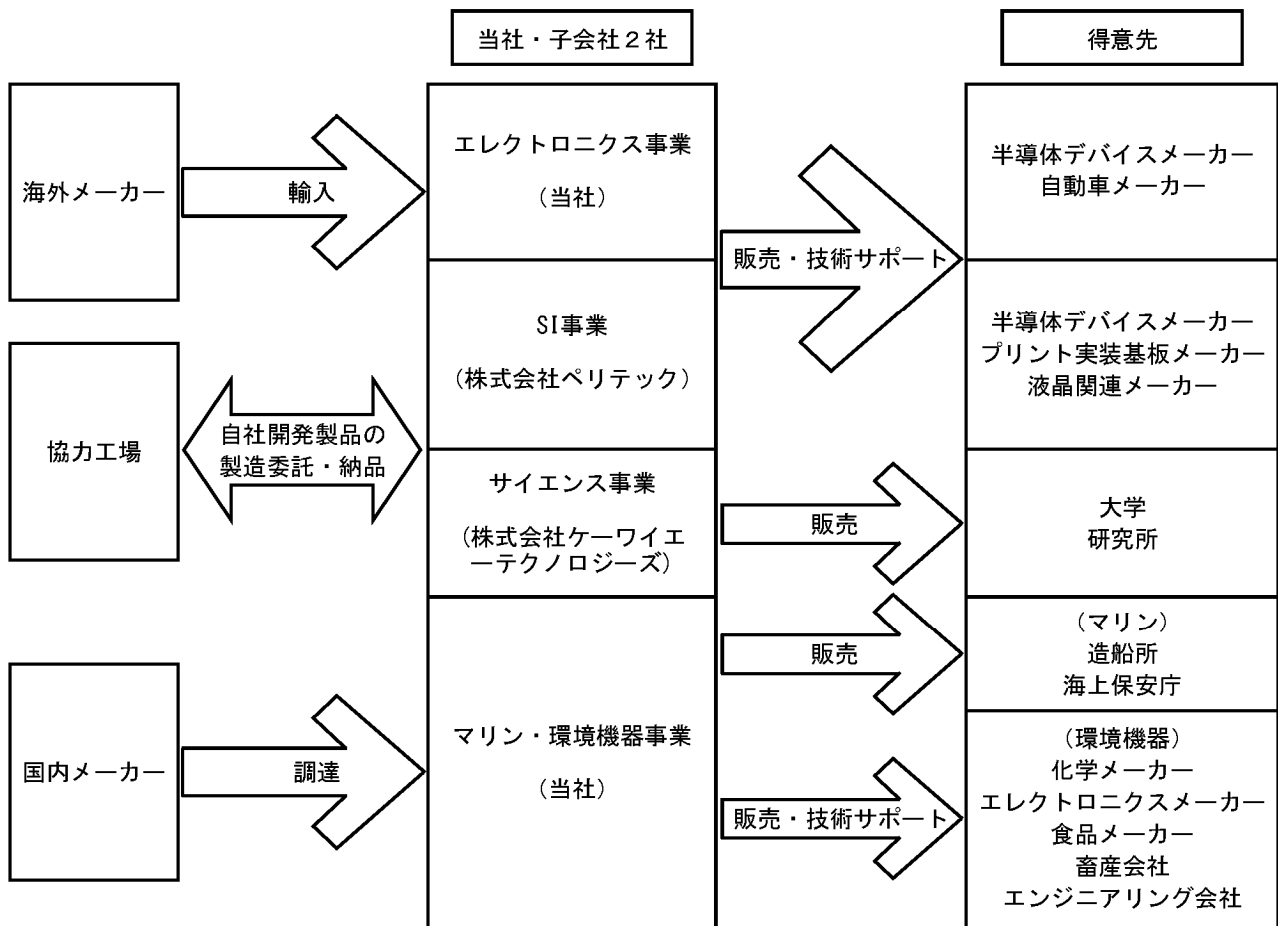 当社・子会社２社
得意先
海外メーカー
輸入
エレクトロニクス事業
（当社）
販売・技術サポート
半導体デバイスメーカー
自動車メーカー
SI事業
（株式会社ペリテック）
半導体デバイスメーカー
プリント実装基板メーカー
液晶関連メーカー
協力工場
自社開発製品の
製造委託・納品
サイエンス事業
（株式会社ケーワイエ
ーテクノロジーズ）
販売
大学
研究所
国内メーカー
調達
マリン・環境機器事業
（当社）
販売
（マリン）
造船所
海上保安庁
販売・技術サポート
（環境機器）
化学メーカー
エレクトロニクスメーカー
食品メーカー
畜産会社
エンジニアリング会社